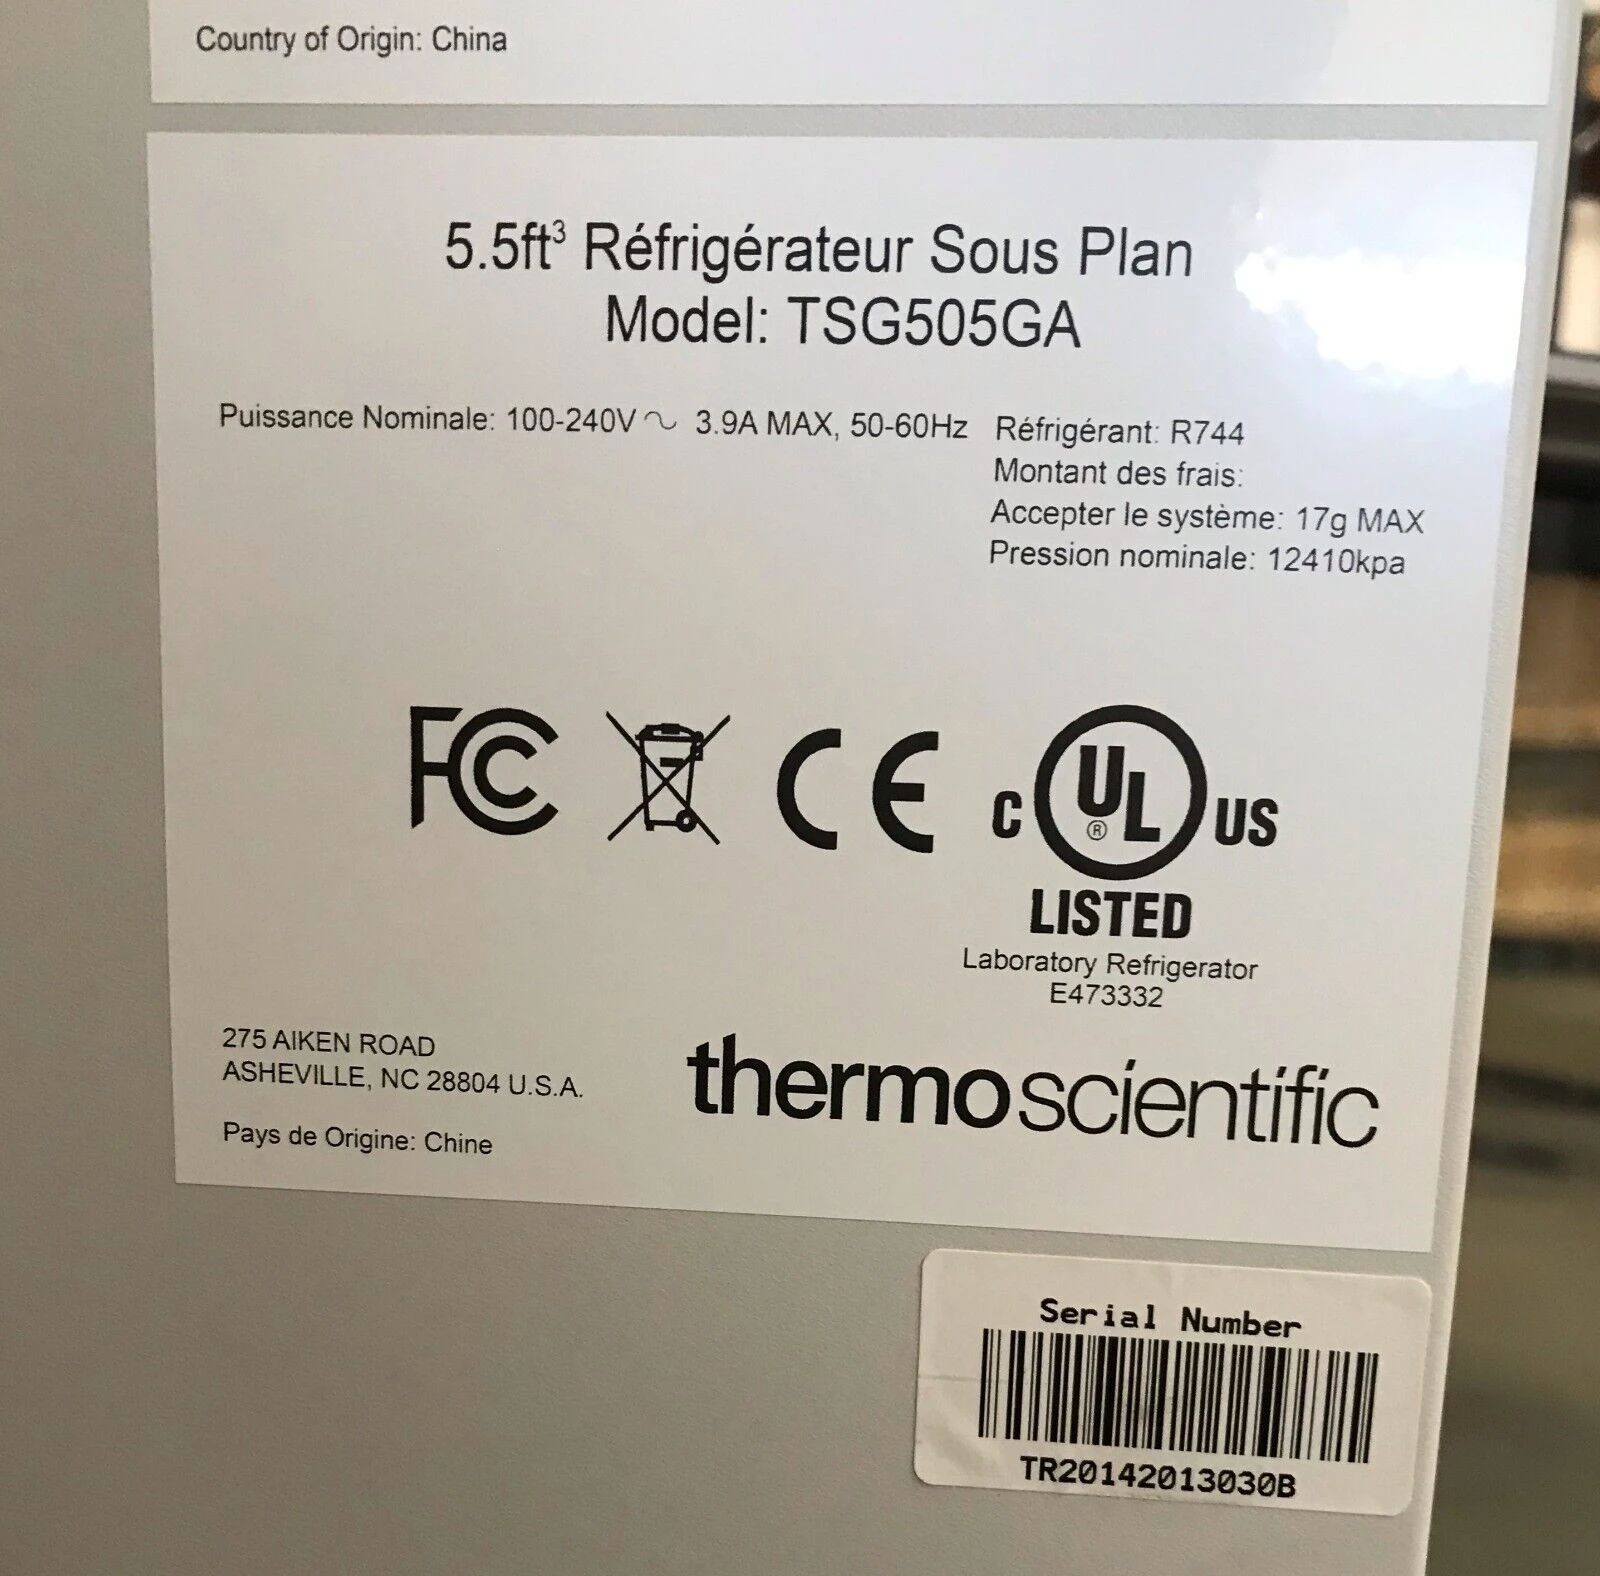 Country of Origin: China
5.5ft³ Réfrigérateur Sous Plan
Model: TSG505GA
Puissance Nominale: 100-240V ∿ 3.9A MAX, 50-60Hz
Réfrigérant: R744
Montant des frais:
Accepter le système: 17g MAX
Pression nominale: 12410kpa
FC
CE
C UL ® US
LISTED
Laboratory Refrigerator
E473332
275 AIKEN ROAD
ASHEVILLE, NC 28804 U.S.A.
Pays de Origine: Chine
thermoscientific
Serial Number
TR20142013030B